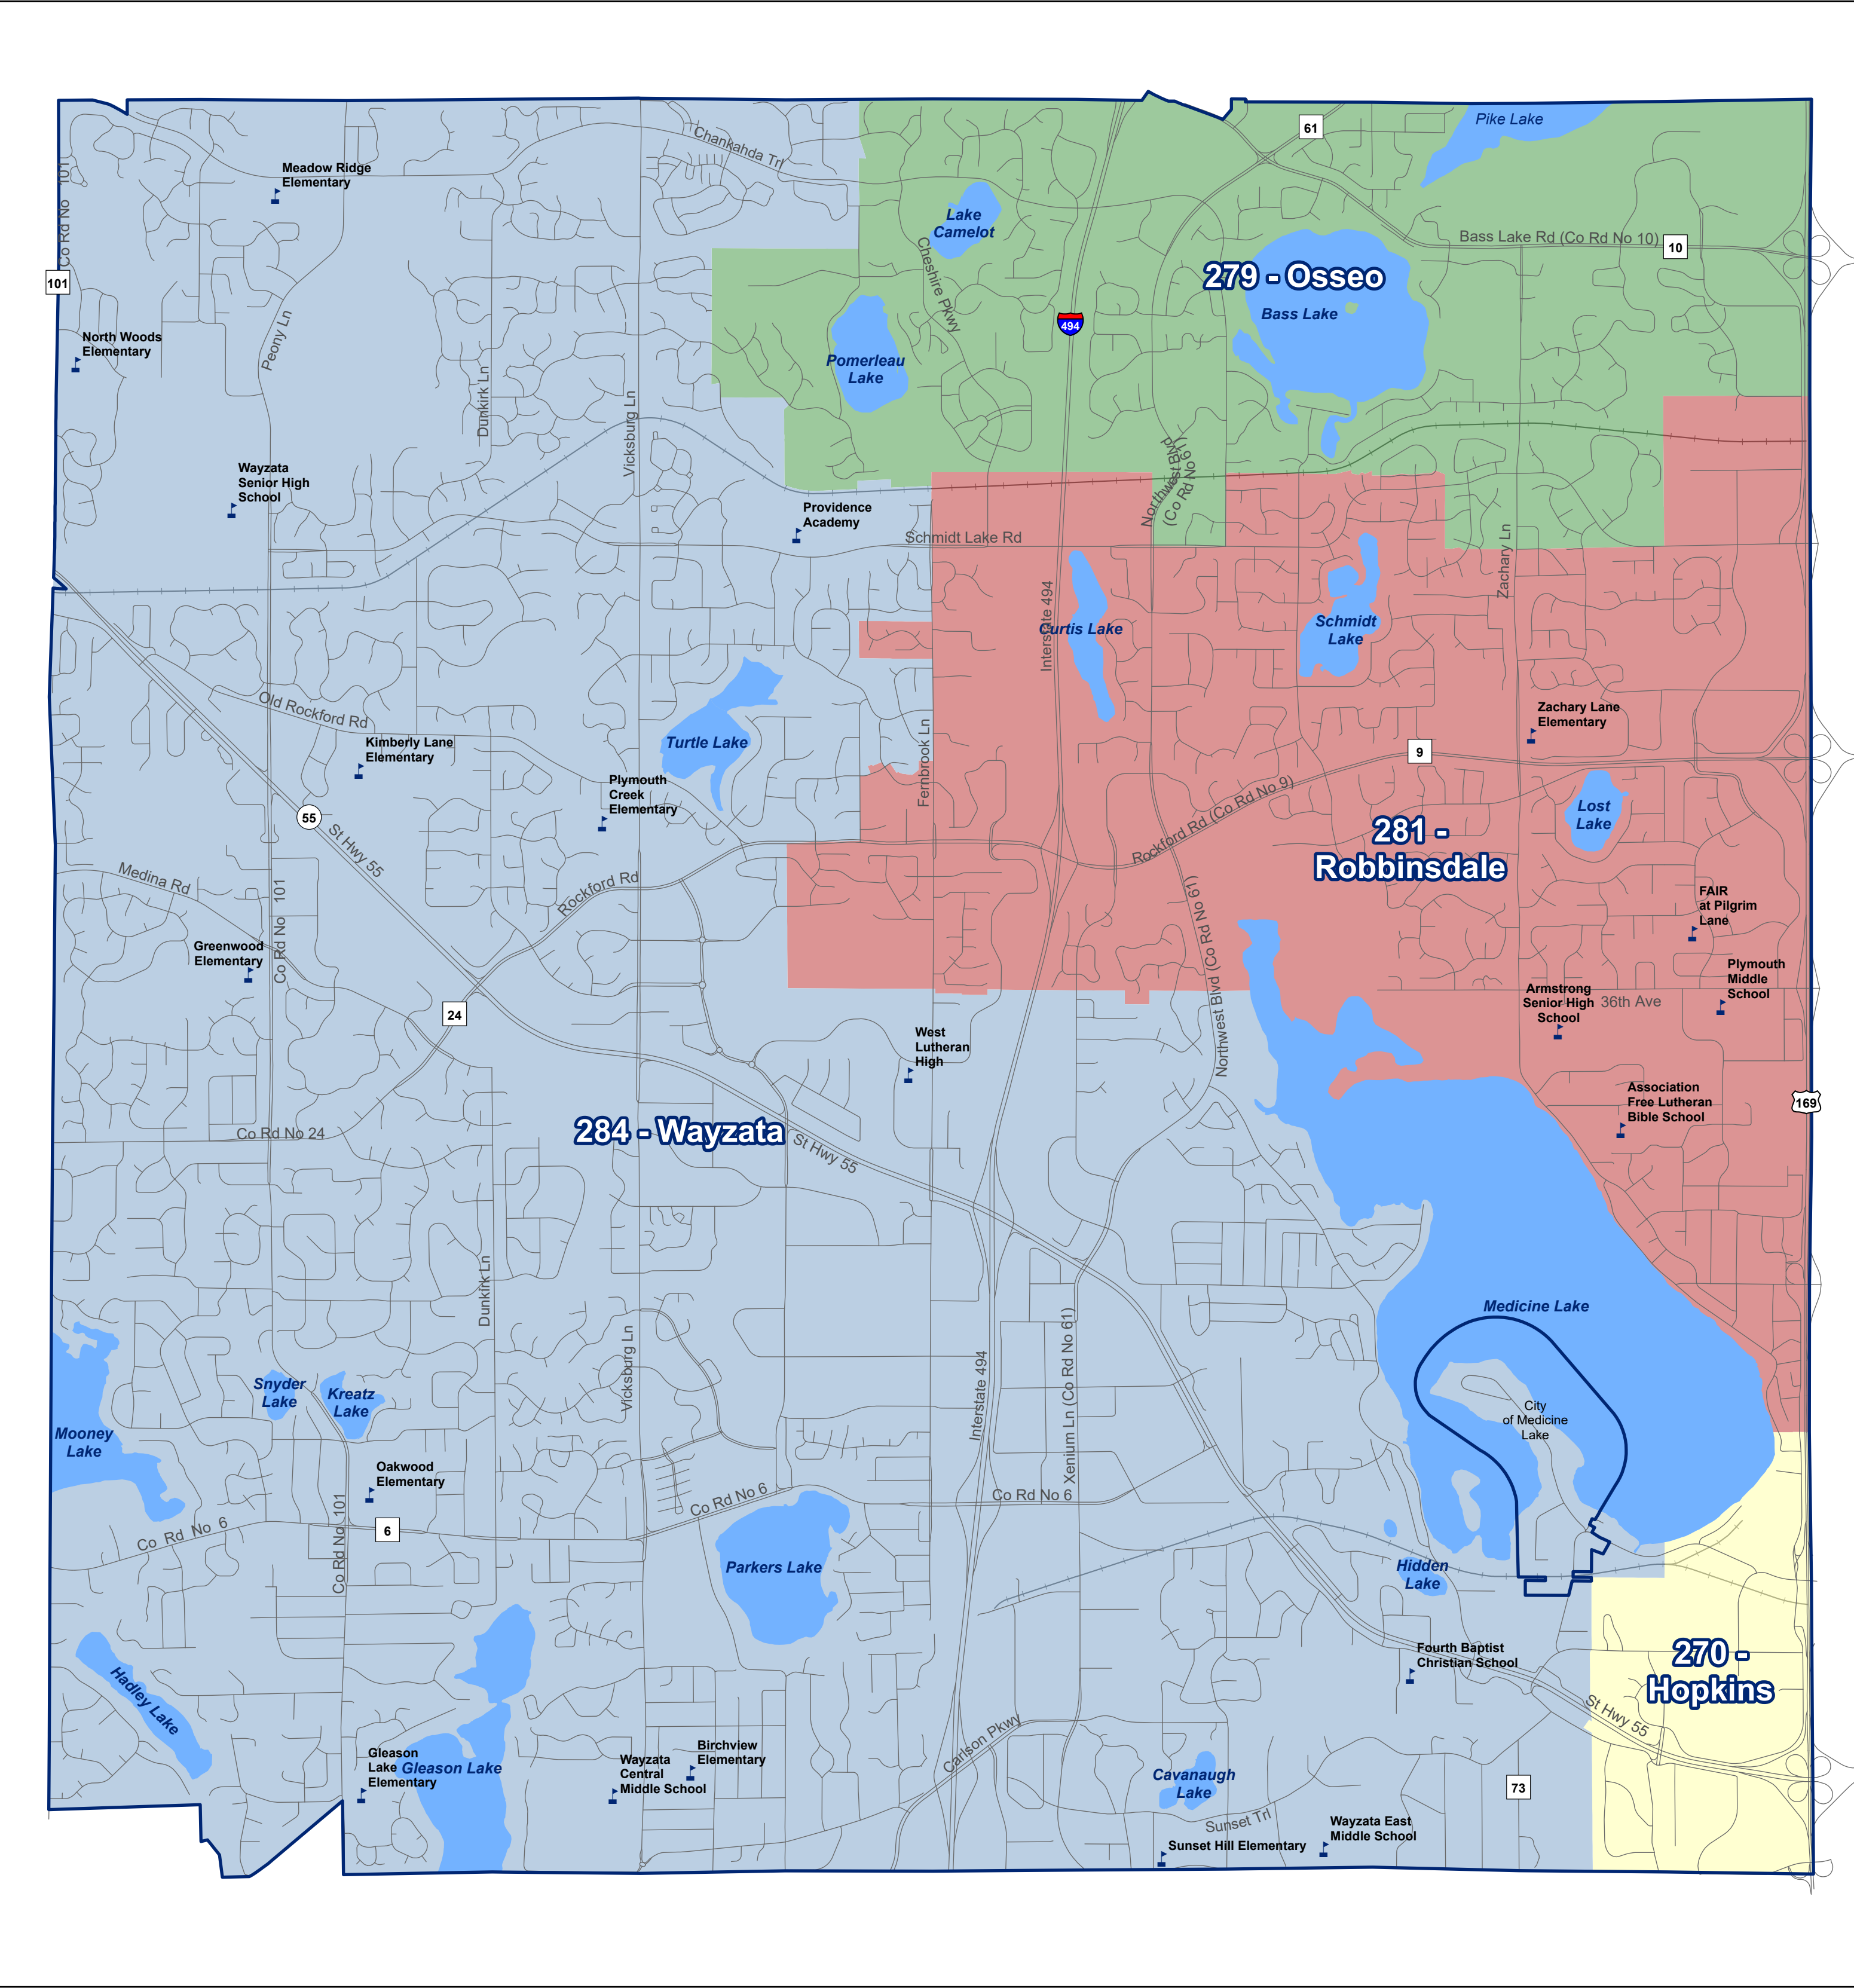 Pike Lake
61
Chankahda Trl
Meadow Ridge
Elementary
Co Rd No 101
Lake
Camelot
Bass Lake Rd (Co Rd No 10)
10
279 - Osseo
101
Cheshire Pkwy
Bass Lake
494
North Woods
Elementary
Peony Ln
Pomerleau
Lake
Dunkirk Ln
Vicksburg Ln
Northwest Blvd
(Co Rd No 61)
Wayzata
Senior High
School
Providence
Academy
Schmidt Lake Rd
Zachary Ln
Interstate 494
Curtis Lake
Schmidt
Lake
Old Rockford Rd
Kimberly Lane
Elementary
Turtle Lake
Fernbrook Ln
Zachary Lane
Elementary
9
Plymouth
Creek
Elementary
Rockford Rd (Co Rd No 9)
Lost
Lake
55
St Hwy 55
281 -
Robbinsdale
Medina Rd
Rockford Rd
Co Rd No 101
Northwest Blvd (Co Rd No 61)
FAIR
at Pilgrim
Lane
Greenwood
Elementary
Plymouth
Middle
School
Armstrong
Senior High
School
36th Ave
24
West
Lutheran
High
Association
Free Lutheran
Bible School
169
Co Rd No 24
284 - Wayzata
St Hwy 55
Dunkirk Ln
Vicksburg Ln
Interstate 494
Xenium Ln (Co Rd No 61)
Medicine Lake
Snyder
Lake
Kreatz
Lake
City
of Medicine
Lake
Mooney
Lake
Oakwood
Elementary
Co Rd No 6
Co Rd No 6
Co Rd No 6
6
Co Rd No 101
Parkers Lake
Hidden
Lake
Hadley Lake
Fourth Baptist
Christian School
270 -
Hopkins
St Hwy 55
Carlson Pkwy
Gleason
Lake
Elementary
Gleason Lake
Wayzata
Central
Middle School
Birchview
Elementary
Cavanaugh
Lake
73
Sunset Trl
Sunset Hill Elementary
Wayzata East
Middle School